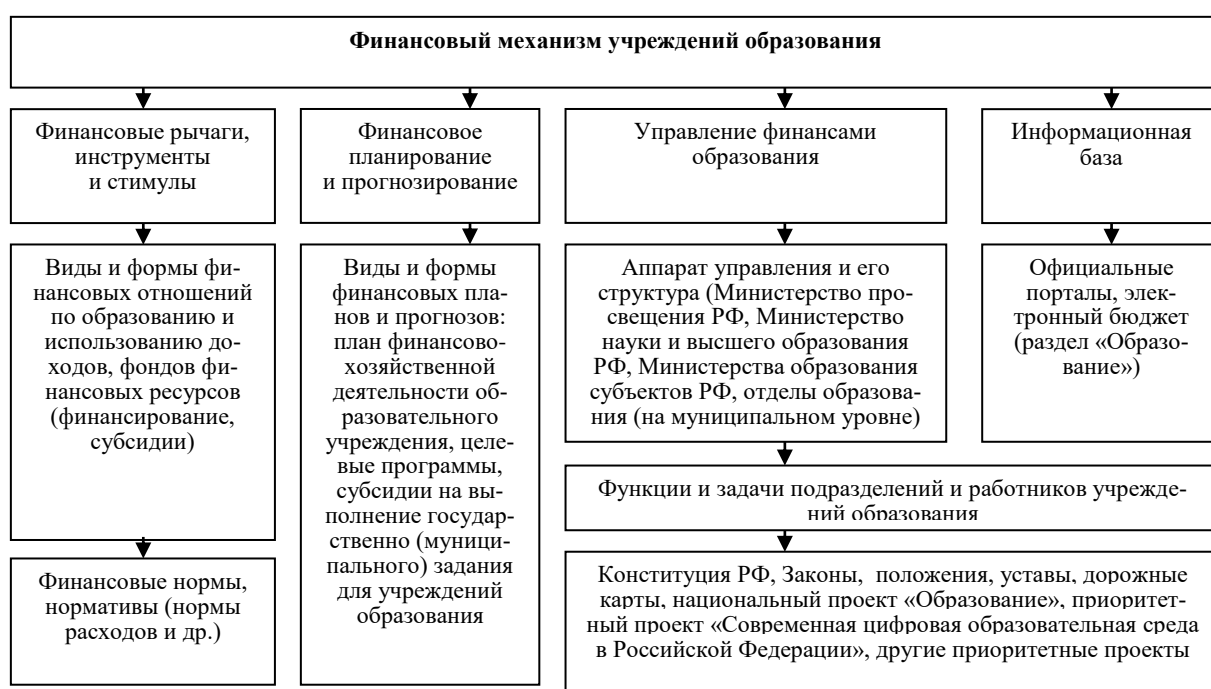 Финансовый механизм учреждений образования
Финансовые рычаги,
инструменты
и стимулы
Финансовое
планирование
и прогнозирование
Управление финансами
образования
Информационная
база
Виды и формы фи-
нансовых отношений
по образованию и
использованию до-
ходов, фондов фи-
нансовых ресурсов
(финансирование,
субсидии)
Виды и формы
финансовых пла-
нов и прогнозов:
план финансово-
хозяйственной
деятельности об-
разовательного
учреждения, целе-
вые программы,
субсидии на вы-
полнение государ-
ственно (муници-
пального) задания
для учреждений
образования
Аппарат управления и его
структура (Министерство про-
свещения РФ, Министерство
науки и высшего образования
РФ, Министерства образования
субъектов РФ, отделы образова-
ния (на муниципальном уровне)
Официальные
порталы, элек-
тронный бюджет
(раздел «Образо-
вание»)
Функции и задачи подразделений и работников учрежде-
ний образования
Финансовые нормы,
нормативы (нормы
расходов и др.)
Конституция РФ, Законы, положения, уставы, дорожные
карты, национальный проект «Образование», приоритет-
ный проект «Современная цифровая образовательная среда
в Российской Федерации», другие приоритетные проекты